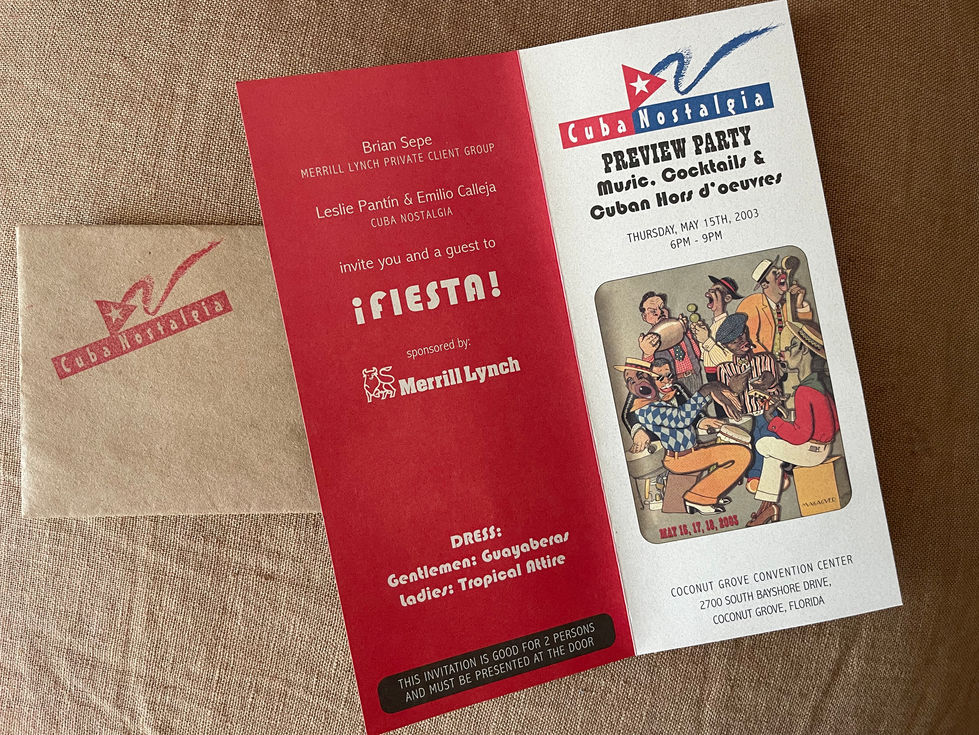 Cuba Nostalgia
Brian Sepe
MERRILL LYNCH PRIVATE CLIENT GROUP
Leslie Pantín & Emilio Calleja
CUBA NOSTALGIA
invite you and a guest to
¡FIESTA!
sponsored by:
Merrill Lynch
DRESS:
Gentlemen: Guayaberas
Ladies: Tropical Attire
THIS INVITATION IS GOOD FOR 2 PERSONS
AND MUST BE PRESENTED AT THE DOOR
Cuba Nostalgia
PREVIEW PARTY
Music, Cocktails &
Cuban Hors d'oeuvres
THURSDAY, MAY 15TH, 2003
6PM - 9PM
MAY 16, 17, 18, 2003
COCONUT GROVE CONVENTION CENTER
2700 SOUTH BAYSHORE DRIVE,
COCONUT GROVE, FLORIDA